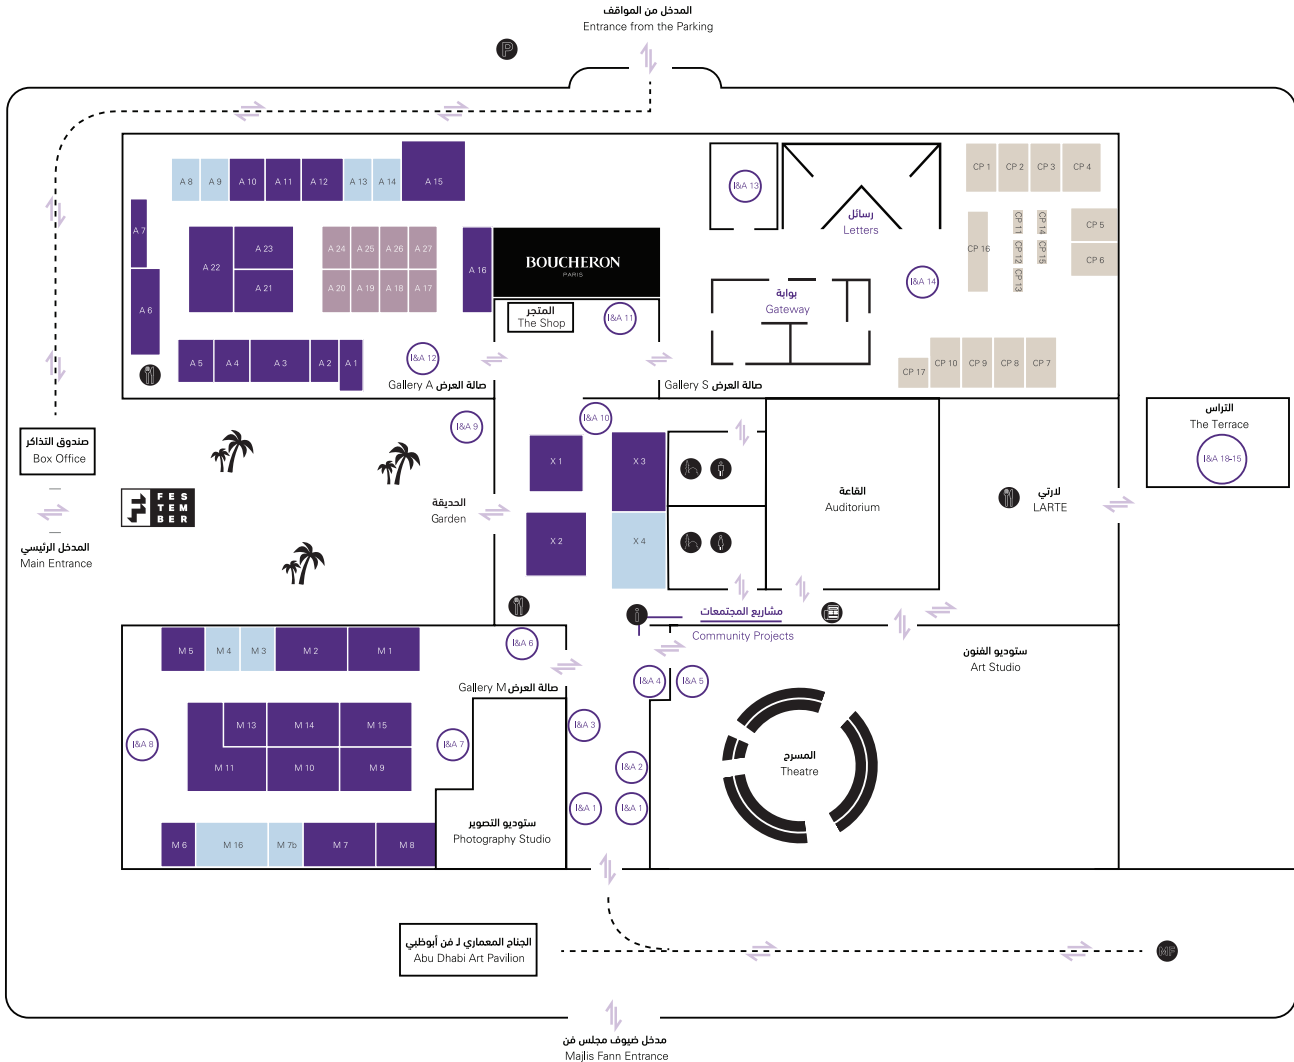 المدخل من المواقف
Entrance from the Parking
P
A 8
A 9
A 10
A 11
A 12
A 13
A 14
A 15
I&A 13
رسائل
Letters
CP 1
CP 2
CP 3
CP 4
CP 5
CP 6
CP 11
CP 14
CP 12
CP 15
CP 13
CP 16
A 7
A 6
A 22
A 23
A 21
A 24
A 25
A 26
A 27
A 20
A 19
A 18
A 17
A 16
BOUCHERON
PARIS
المتجر
The Shop
I&A 11
بوابة
Gateway
I&A 14
A 5
A 4
A 3
A 2
A 1
I&A 12
Gallery A صالة العرض
Gallery S صالة العرض
CP 17
CP 10
CP 9
CP 8
CP 7
صندوق التذاكر
Box Office
I&A 9
I&A 10
التراس
The Terrace
I&A 18-15
X 1
X 3
X 2
X 4
القاعة
Auditorium
لارتي
LARTE
الحديقة
Garden
FES
TEM
BER
المدخل الرئيسي
Main Entrance
مشاريع المجتمعات
Community Projects
M 5
M 4
M 3
M 2
M 1
I&A 6
Gallery M صالة العرض
I&A 4
I&A 5
ستوديو الفنون
Art Studio
I&A 8
M 13
M 14
M 15
M 11
M 10
M 9
I&A 7
I&A 3
I&A 2
I&A 1
I&A 1
المسرح
Theatre
ستوديو التصوير
Photography Studio
M 6
M 16
M 7b
M 7
M 8
الجناح المعماري لـ فن أبوظبي
Abu Dhabi Art Pavilion
MF
مدخل ضيوف مجلس فن
Majlis Fann Entrance